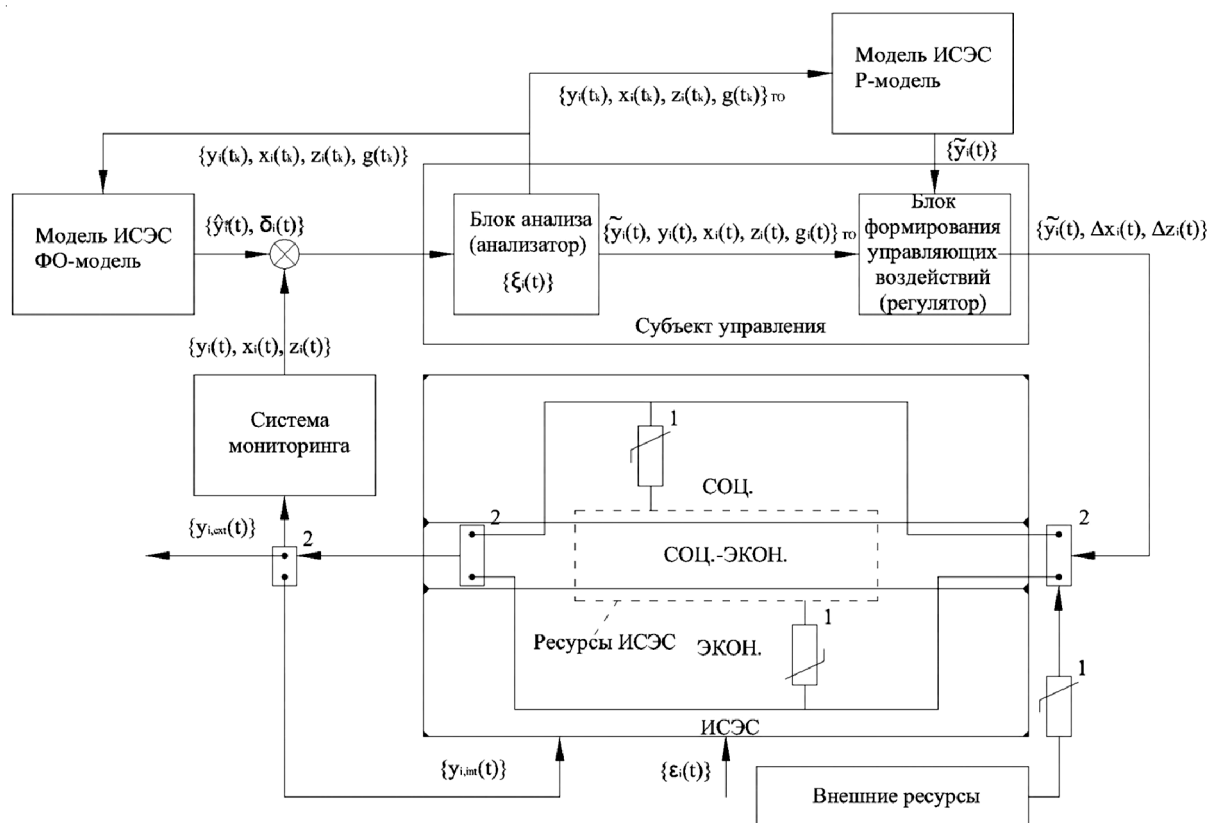 Модель ИСЭС
Р-модель
{yᵢ(tₖ), xᵢ(tₖ), zᵢ(tₖ), g(tₖ)}то
{yᵢ(tₖ), xᵢ(tₖ), zᵢ(tₖ), g(tₖ)}
{ỹᵢ(t)}
Модель ИСЭС
ФО-модель
{ŷᵢ(t), δᵢ(t)}
Блок анализа
(анализатор)
{ξᵢ(t)}
{ỹᵢ(t), yᵢ(t), xᵢ(t), zᵢ(t), gᵢ(t)}то
Блок
формирования
управляющих
воздействий
(регулятор)
{ỹᵢ(t), Δxᵢ(t), Δzᵢ(t)}
Субъект управления
{yᵢ(t), xᵢ(t), zᵢ(t)}
Система
мониторинга
1
СОЦ.
{yᵢ,ext(t)}
2
2
СОЦ.-ЭКОН.
2
Ресурсы ИСЭС
ЭКОН.
1
1
ИСЭС
{yᵢ,int(t)}
{εᵢ(t)}
Внешние ресурсы